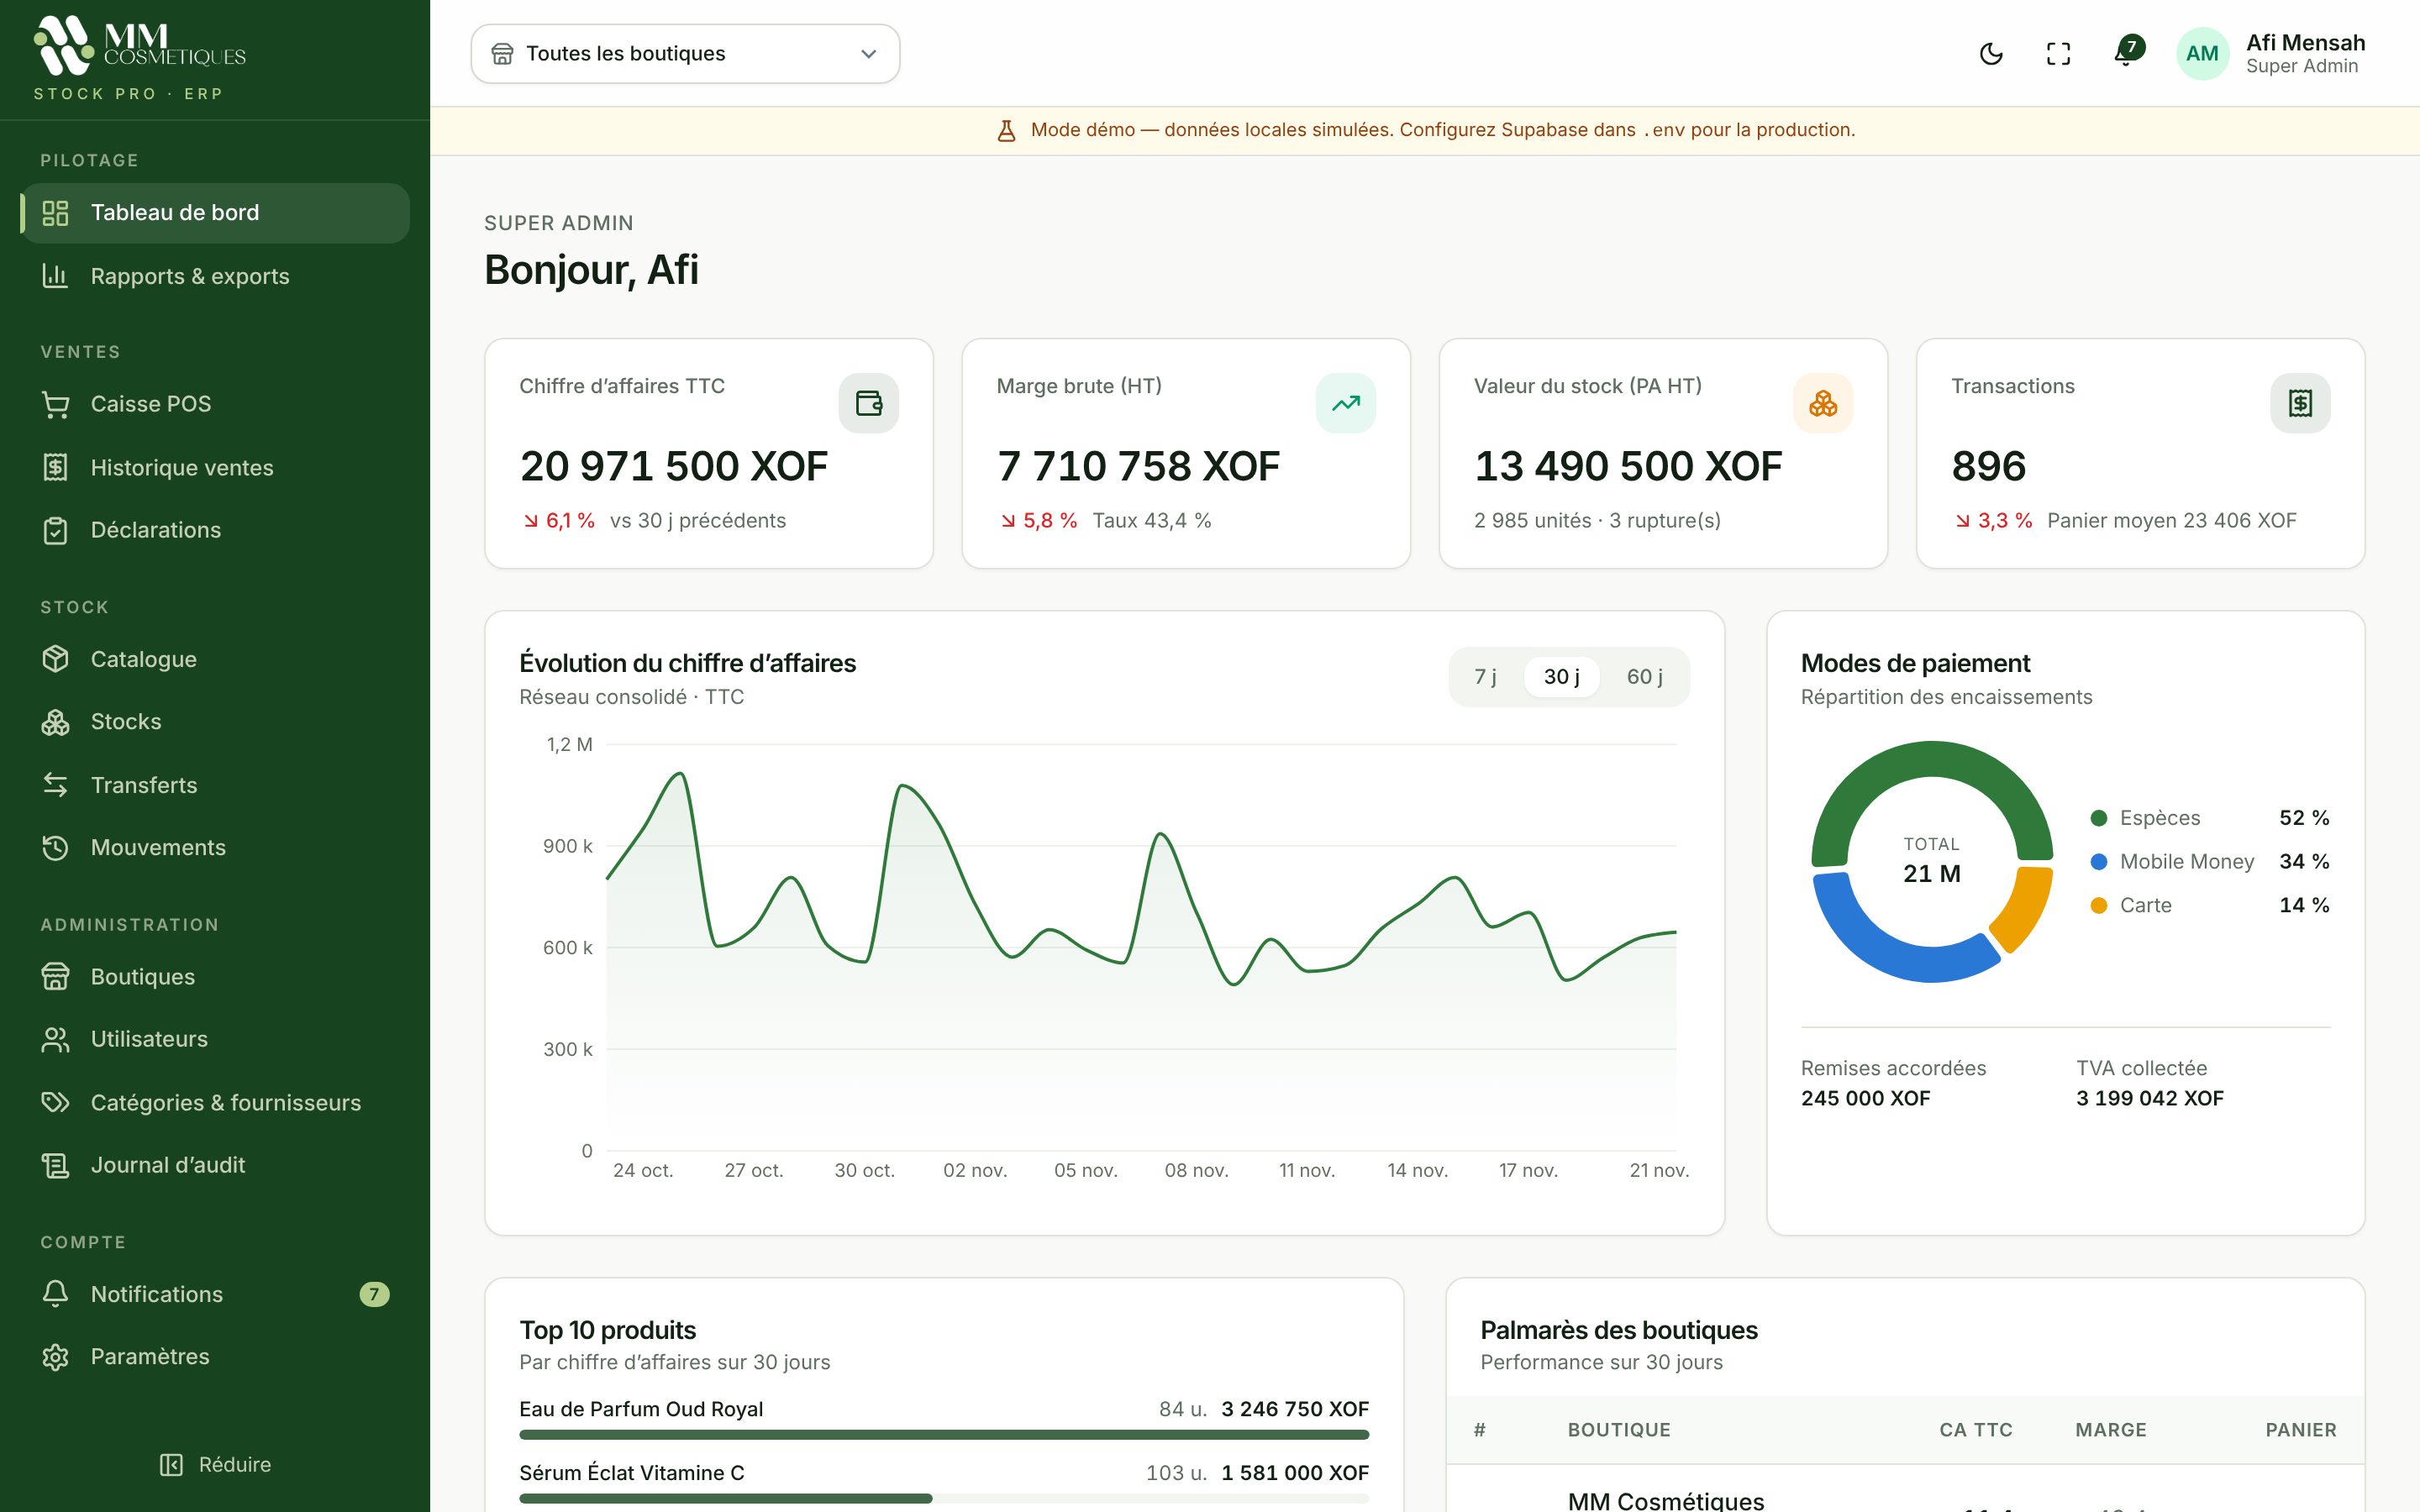 MM
COSMETIQUES
STOCK PRO · ERP
PILOTAGE
Tableau de bord
Rapports & exports
VENTES
Caisse POS
Historique ventes
Déclarations
STOCK
Catalogue
Stocks
Transferts
Mouvements
ADMINISTRATION
Boutiques
Utilisateurs
Catégories & fournisseurs
Journal d’audit
COMPTE
Notifications 7
Paramètres
Réduire
Toutes les boutiques
7
AM
Afi Mensah
Super Admin
Mode démo — données locales simulées. Configurez Supabase dans .env pour la production.
SUPER ADMIN
Bonjour, Afi
Chiffre d’affaires TTC
20 971 500 XOF
6,1 % vs 30 j précédents
Marge brute (HT)
7 710 758 XOF
5,8 % Taux 43,4 %
Valeur du stock (PA HT)
13 490 500 XOF
2 985 unités · 3 rupture(s)
Transactions
896
3,3 % Panier moyen 23 406 XOF
Évolution du chiffre d’affaires
Réseau consolidé · TTC
7 j 30 j 60 j
1,2 M
900 k
600 k
300 k
0
24 oct. 27 oct. 30 oct. 02 nov. 05 nov. 08 nov. 11 nov. 14 nov. 17 nov. 21 nov.
Modes de paiement
Répartition des encaissements
TOTAL
21 M
Espèces 52 %
Mobile Money 34 %
Carte 14 %
Remises accordées
245 000 XOF
TVA collectée
3 199 042 XOF
Top 10 produits
Par chiffre d’affaires sur 30 jours
Eau de Parfum Oud Royal 84 u. 3 246 750 XOF
Sérum Éclat Vitamine C 103 u. 1 581 000 XOF
Palmarès des boutiques
Performance sur 30 jours
# BOUTIQUE CA TTC MARGE PANIER
MM Cosmétiques